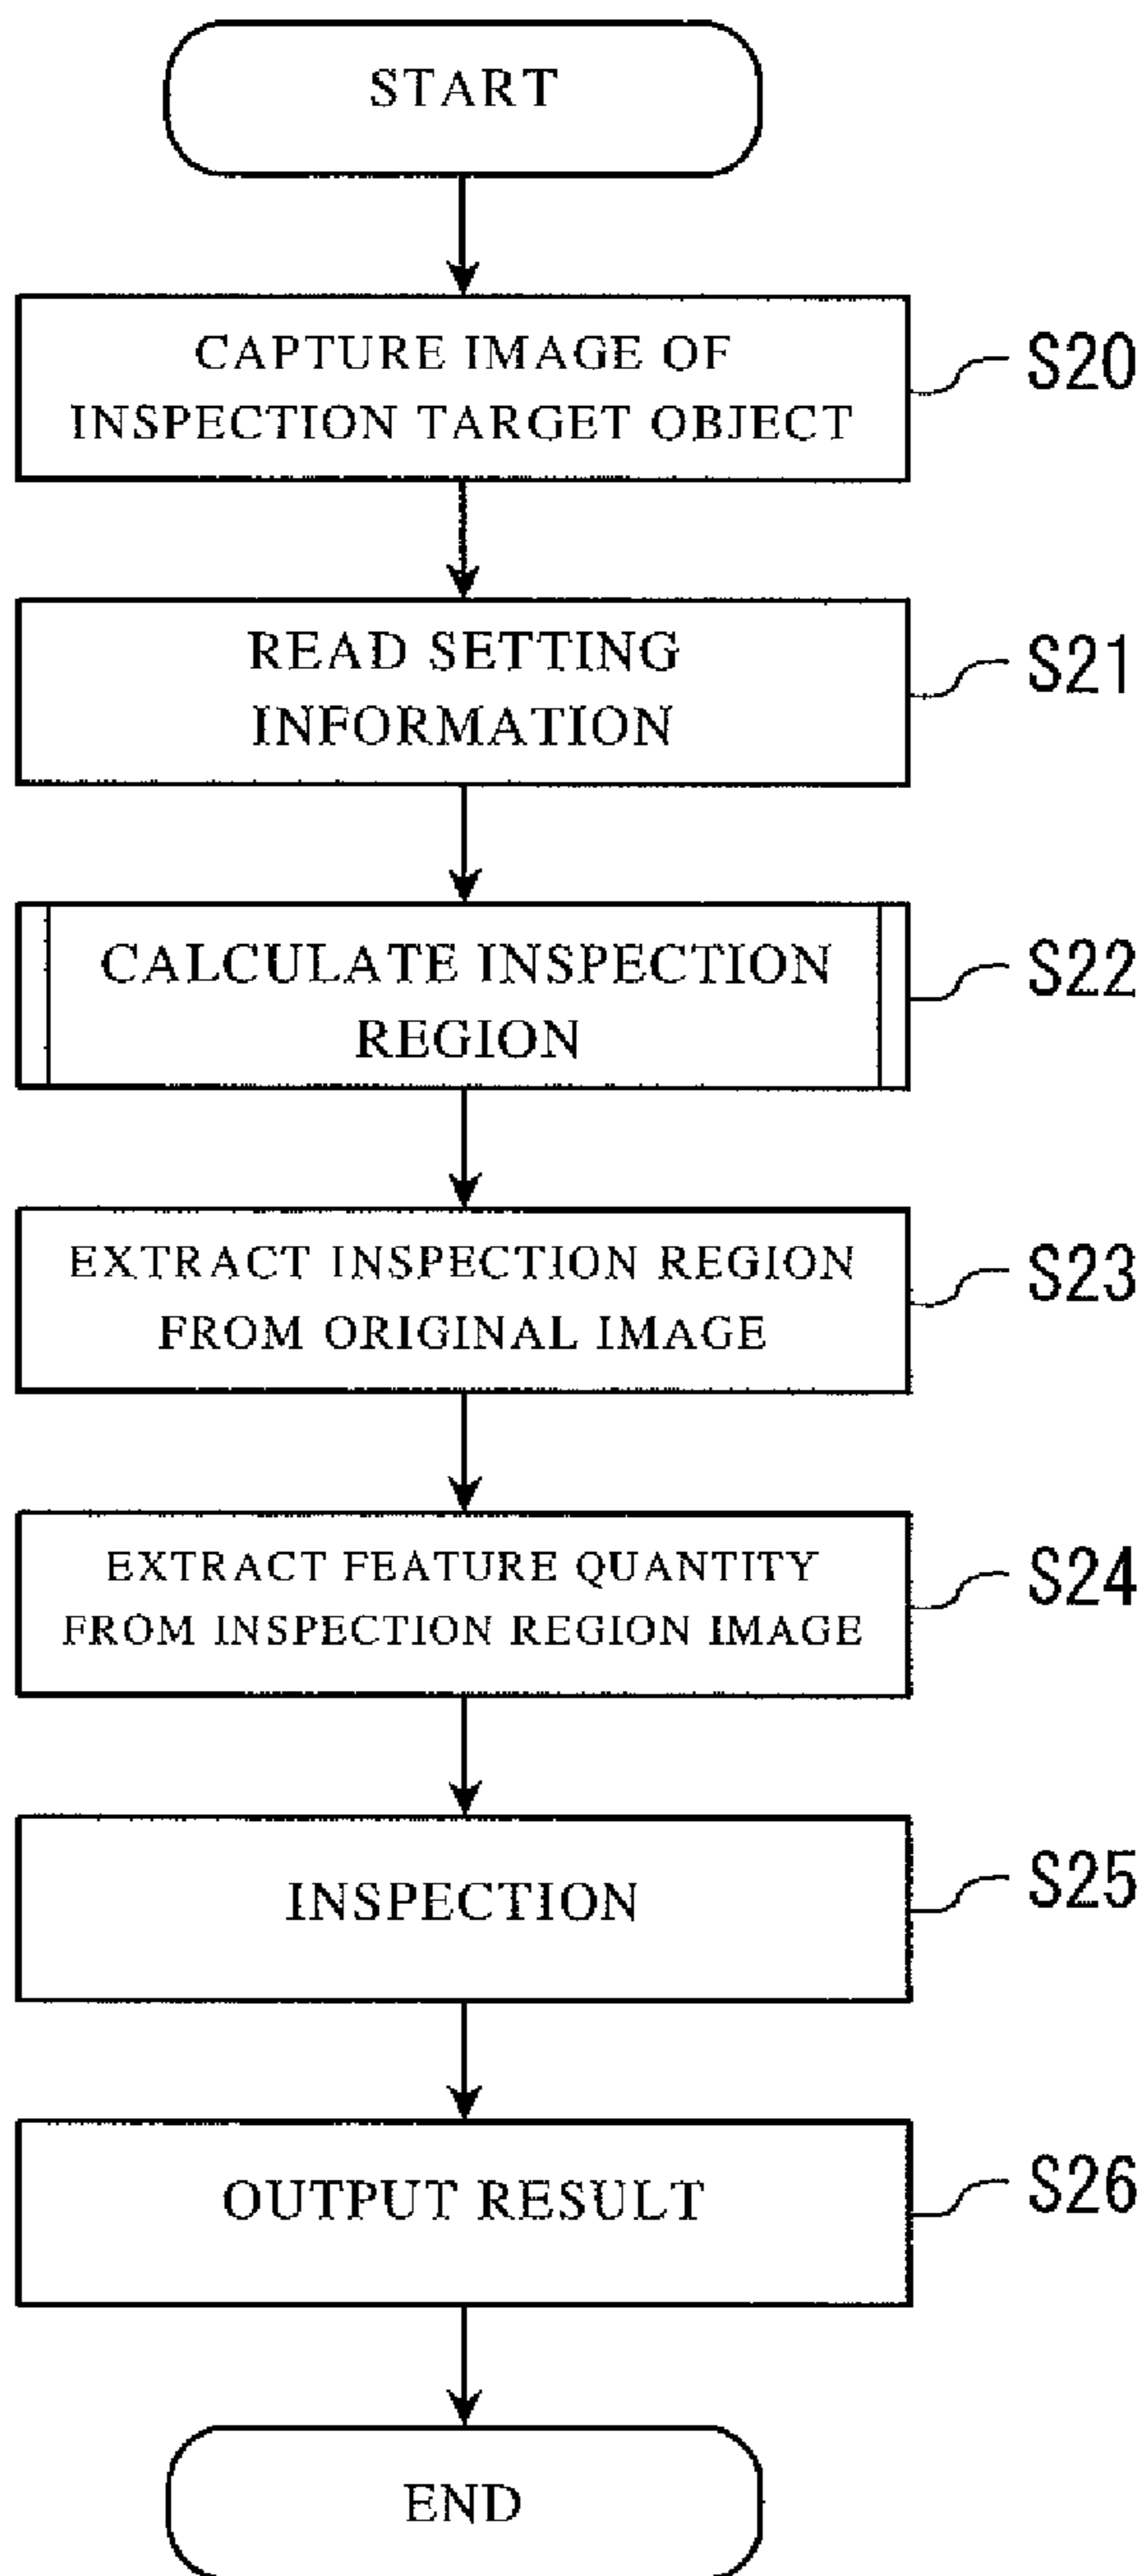 START
CAPTURE IMAGE OF
INSPECTION TARGET OBJECT
S20
READ SETTING
INFORMATION
S21
CALCULATE INSPECTION
REGION
S22
EXTRACT INSPECTION REGION
FROM ORIGINAL IMAGE
S23
EXTRACT FEATURE QUANTITY
FROM INSPECTION REGION IMAGE
S24
INSPECTION
S25
OUTPUT RESULT
S26
END